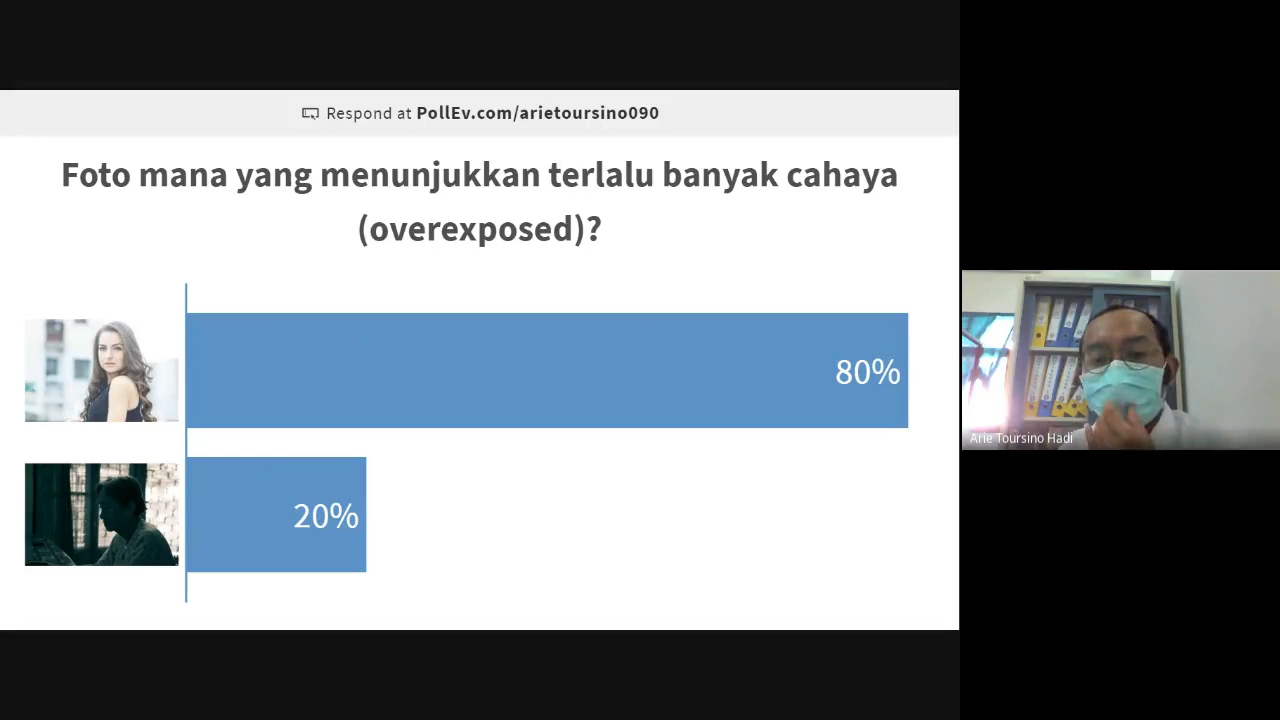 Respond at PollEv.com/arietoursino090
Foto mana yang menunjukkan terlalu banyak cahaya
(overexposed)?
80%
20%
Arie Toursino Hadi